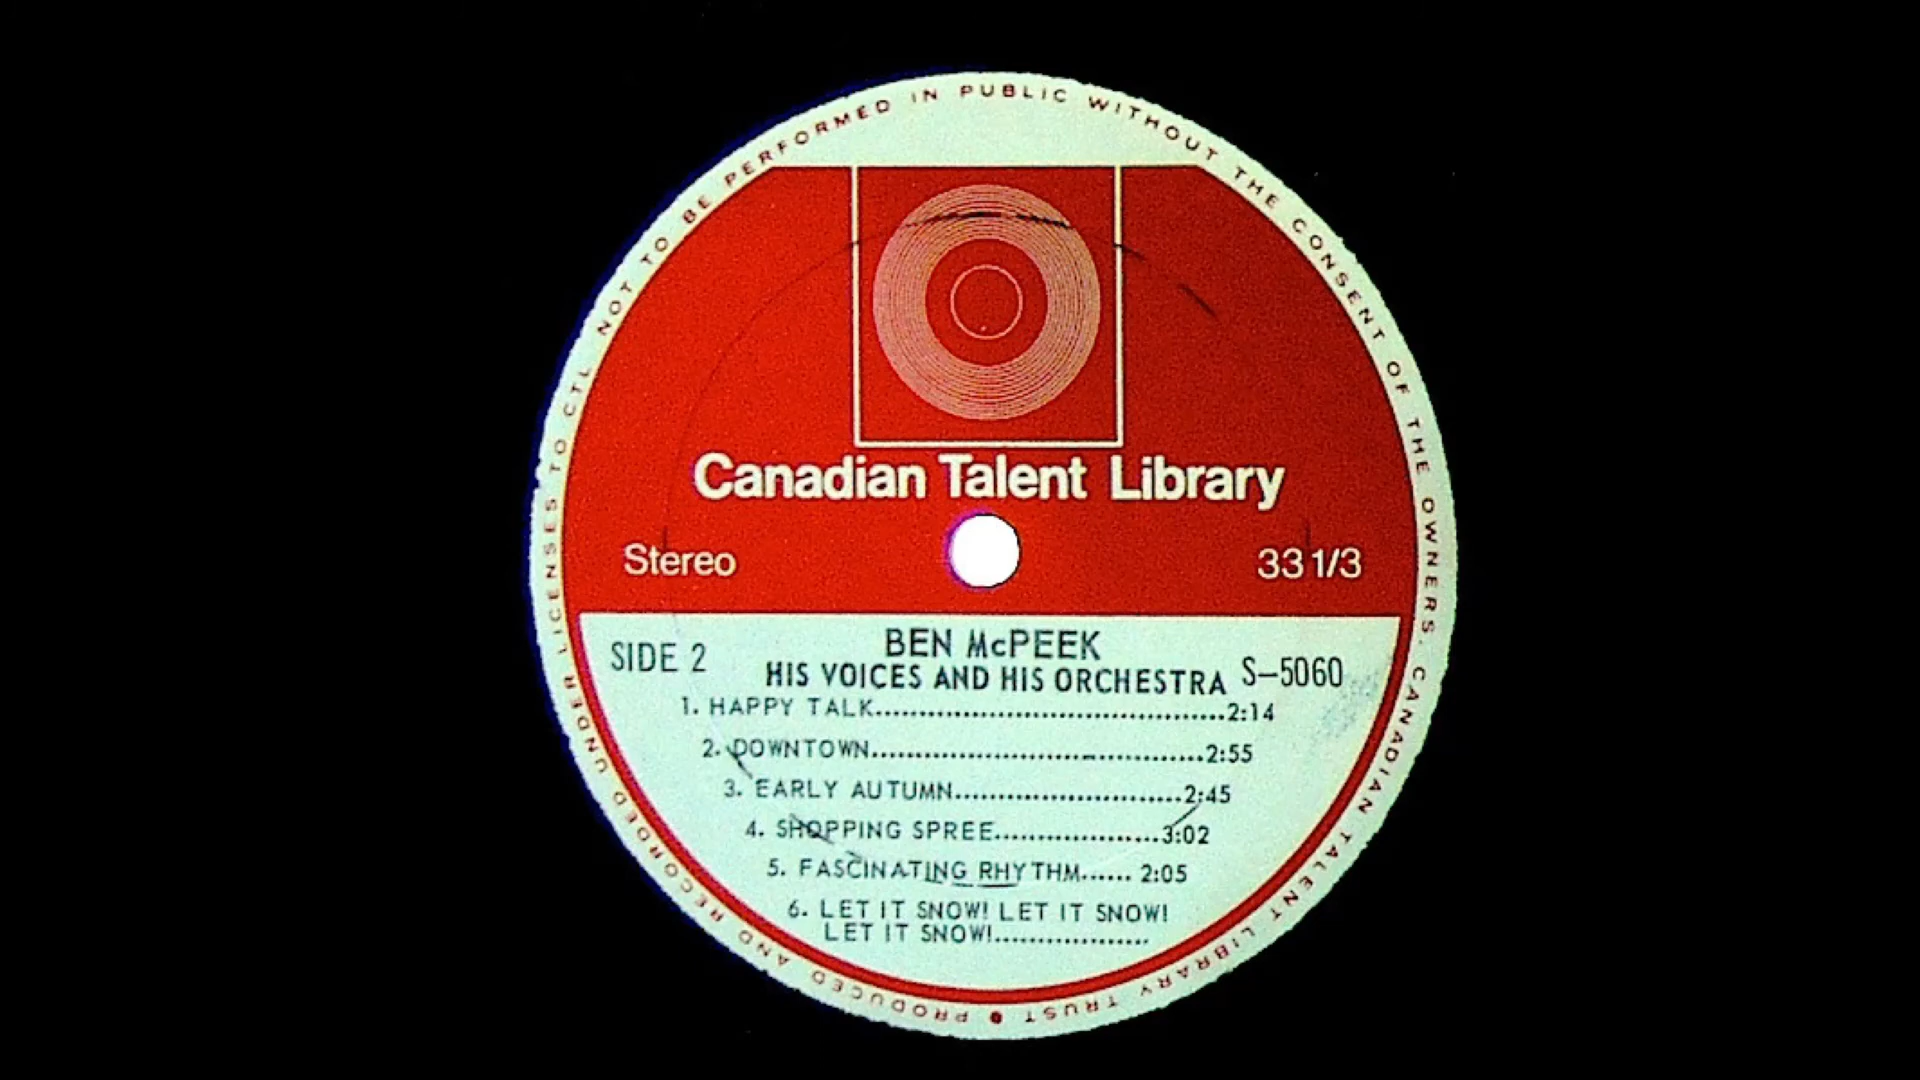 PRODUCED AND RECORDED UNDER LICENSES TO CTL NOT TO BE PERFORMED IN PUBLIC WITHOUT THE CONSENT OF THE OWNERS. CANADIAN TALENT LIBRARY TRUST •
Canadian Talent Library
Stereo 33 1/3
BEN McPEEK
SIDE 2 HIS VOICES AND HIS ORCHESTRA S-5060
1. HAPPY TALK........................................2:14
2. DOWNTOWN......................................2:55
3. EARLY AUTUMN..........................2:45
4. SHOPPING SPREE...................3:02
5. FASCINATING RHYTHM...... 2:05
6. LET IT SNOW! LET IT SNOW!
LET IT SNOW!..................